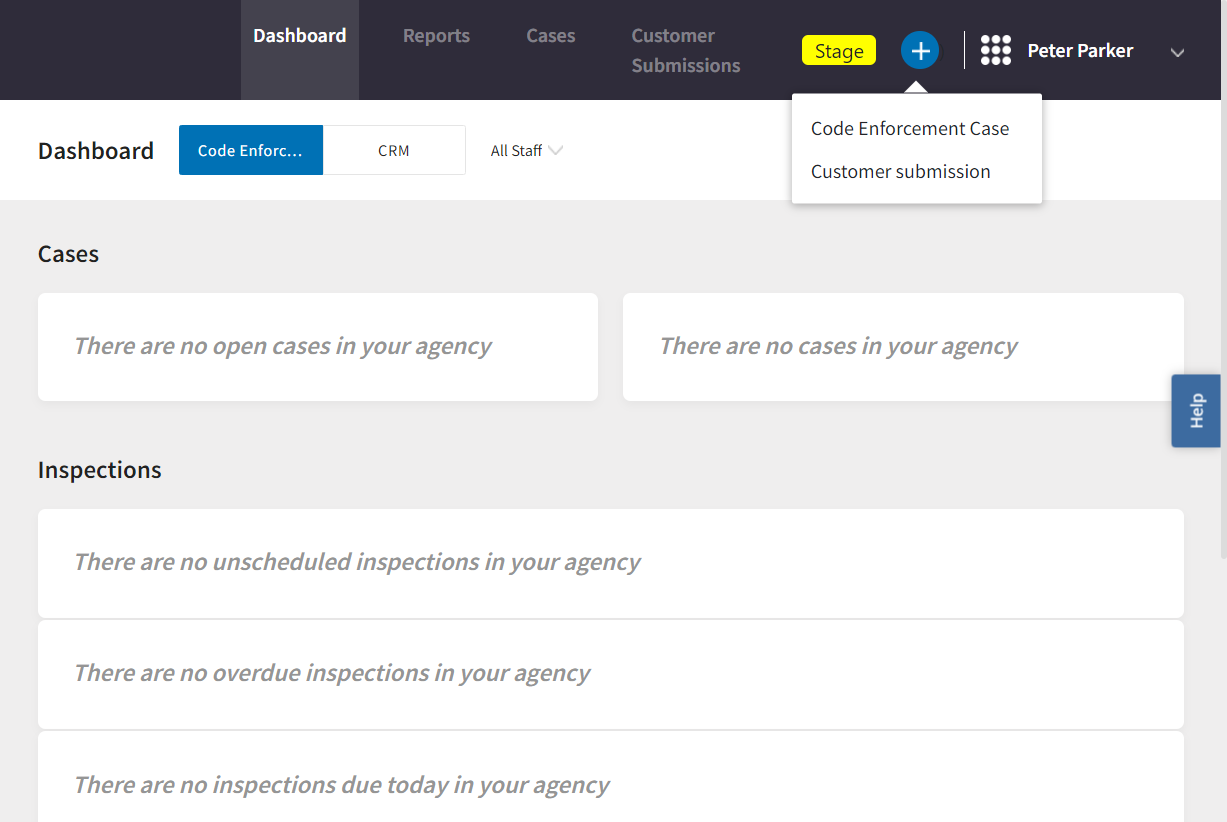 Dashboard
Reports
Cases
Customer
Submissions
Stage
Peter Parker
Code Enforcement Case
Customer submission
Dashboard
Code Enforc...
CRM
All Staff
Cases
There are no open cases in your agency
There are no cases in your agency
Help
Inspections
There are no unscheduled inspections in your agency
There are no overdue inspections in your agency
There are no inspections due today in your agency